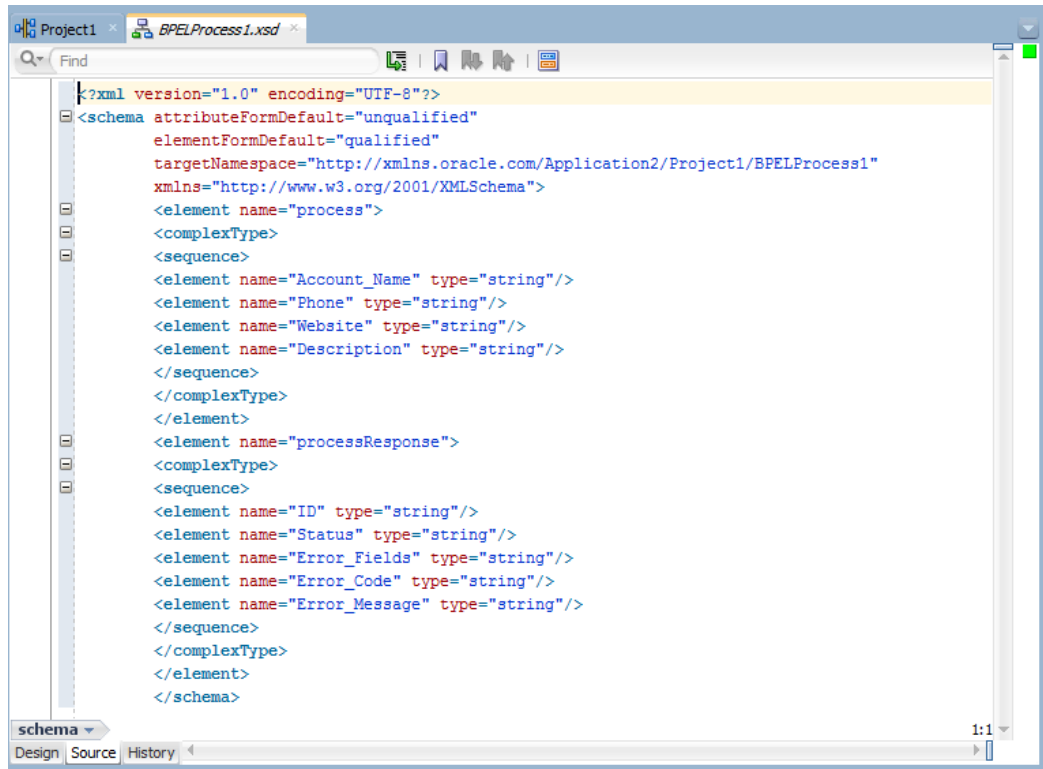 Project1 BPELProcess1.xsd
Find
<?xml version="1.0" encoding="UTF-8"?>
<schema attributeFormDefault="unqualified"
elementFormDefault="qualified"
targetNamespace="http://xmlns.oracle.com/Application2/Project1/BPELProcess1"
xmlns="http://www.w3.org/2001/XMLSchema">
<element name="process">
<complexType>
<sequence>
<element name="Account_Name" type="string"/>
<element name="Phone" type="string"/>
<element name="Website" type="string"/>
<element name="Description" type="string"/>
</sequence>
</complexType>
</element>
<element name="processResponse">
<complexType>
<sequence>
<element name="ID" type="string"/>
<element name="Status" type="string"/>
<element name="Error_Fields" type="string"/>
<element name="Error_Code" type="string"/>
<element name="Error_Message" type="string"/>
</sequence>
</complexType>
</element>
</schema>
schema 1:1
Design Source History